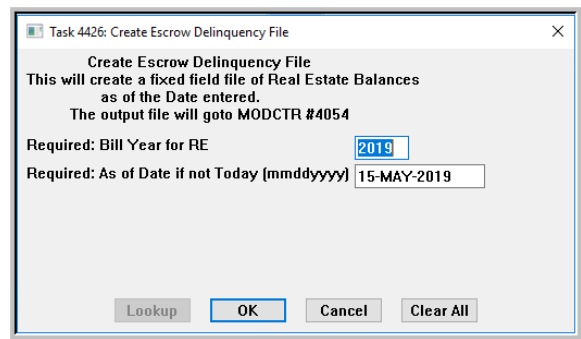 Task 4426: Create Escrow Delinquency File
Create Escrow Delinquency File
This will create a fixed field file of Real Estate Balances
as of the Date entered.
The output file will goto MODCTR #4054
Required: Bill Year for RE 2019
Required: As of Date if not Today (mmddyyyy) 15-MAY-2019
Lookup OK Cancel Clear All